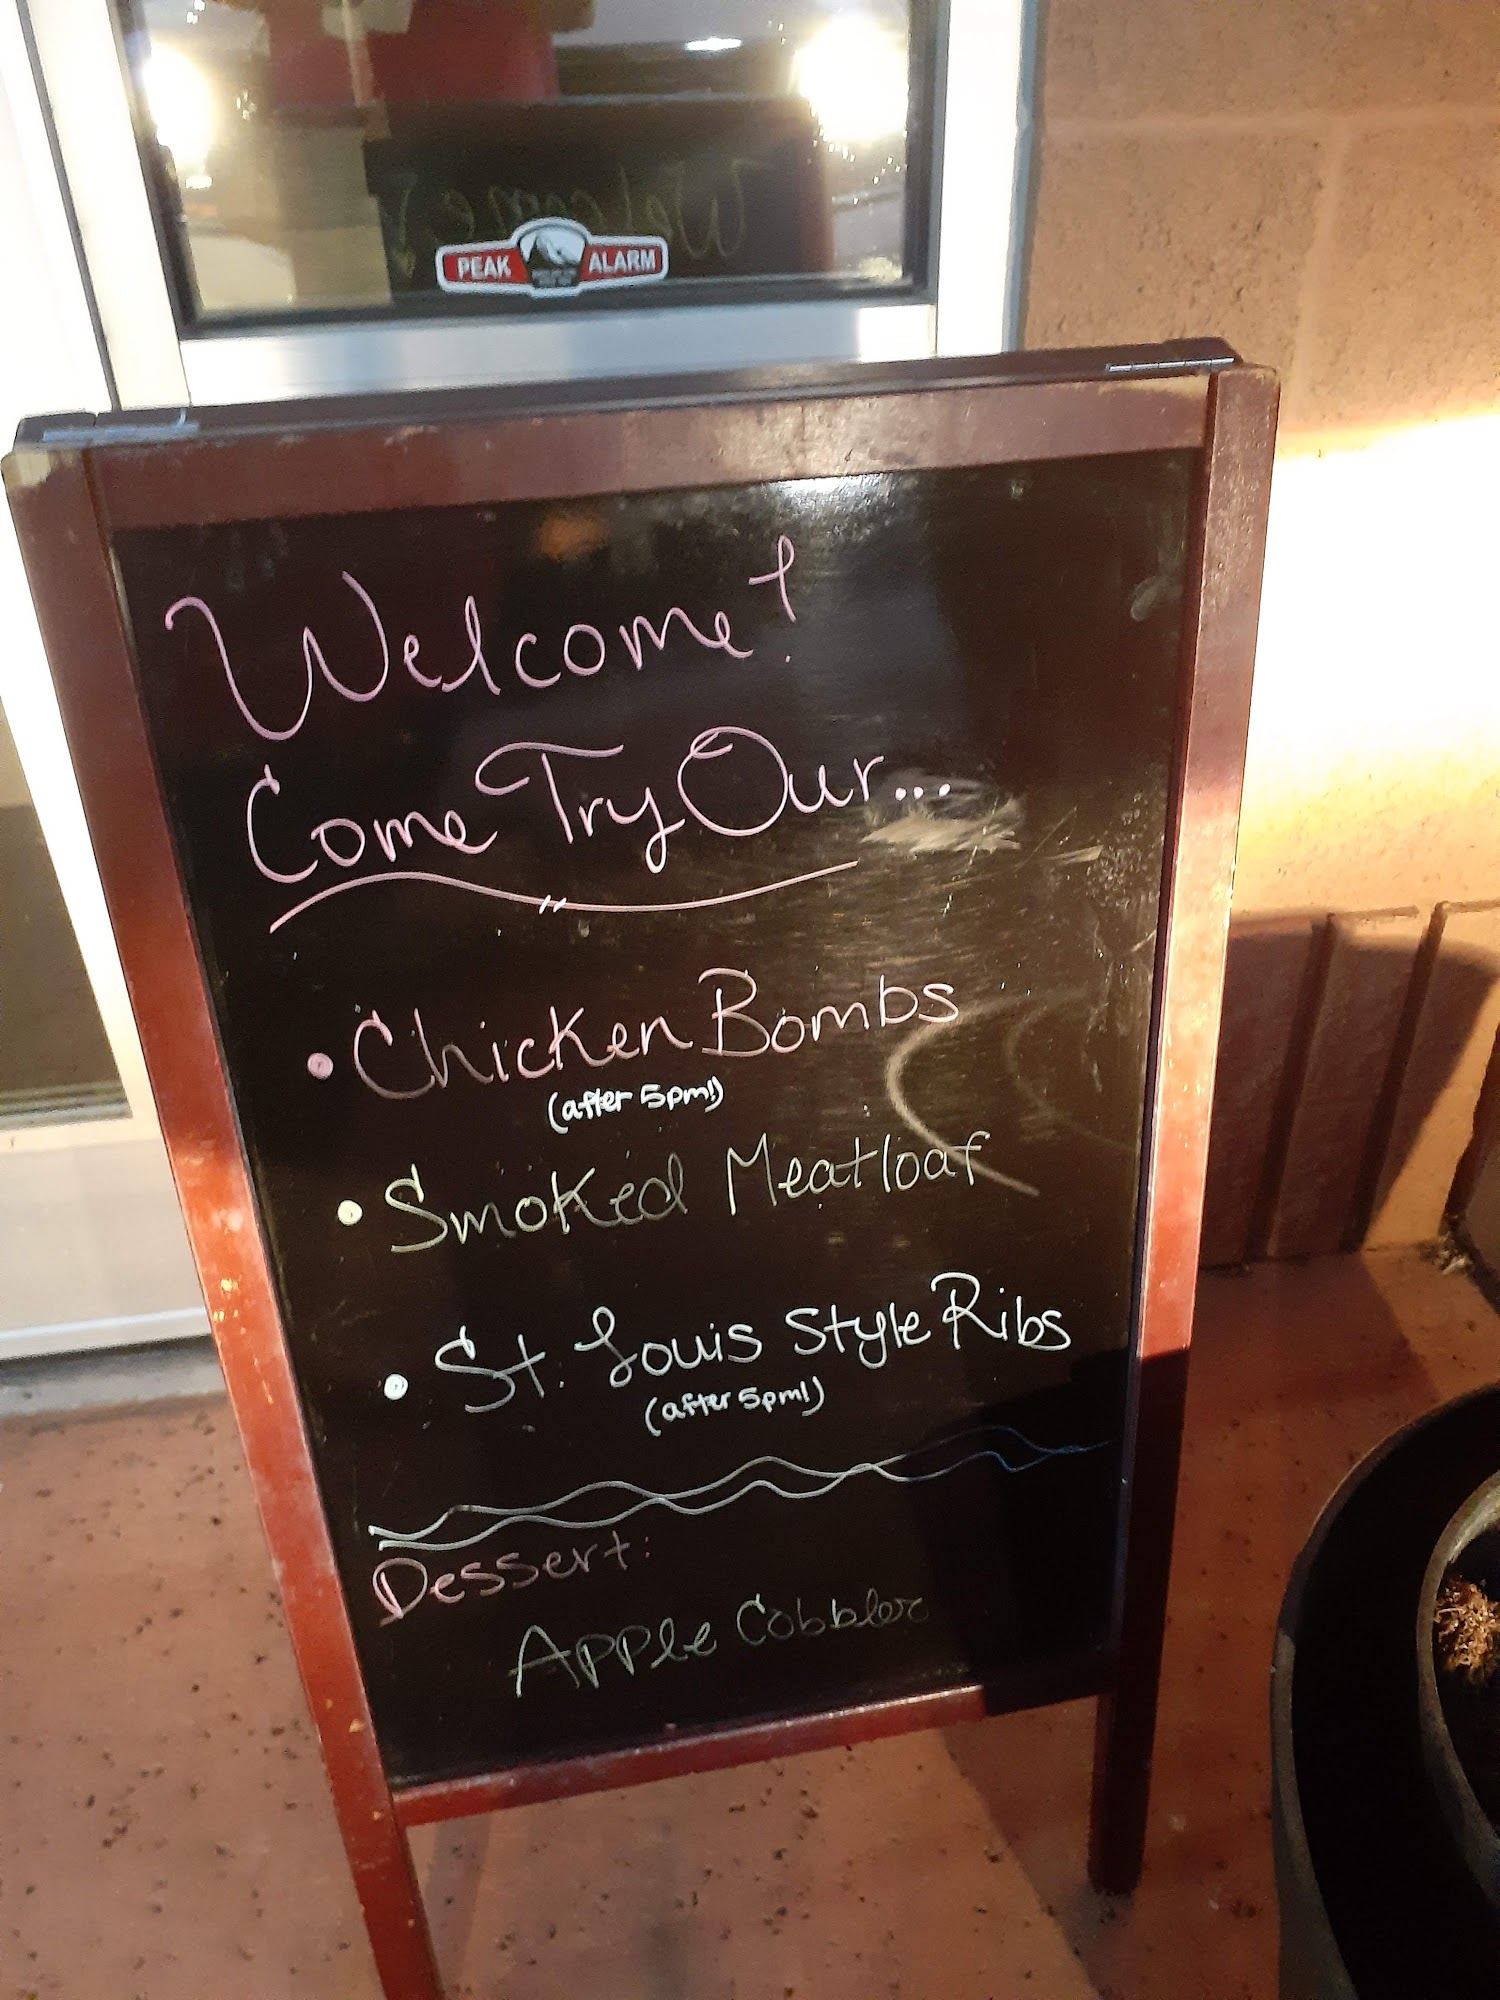 PEAK ALARM
Welcome!
Come Try Our...
• Chicken Bombs
(after 5pm!)
• Smoked Meatloaf
• St. Louis Style Ribs
(after 5pm!)
Dessert:
Apple Cobbler